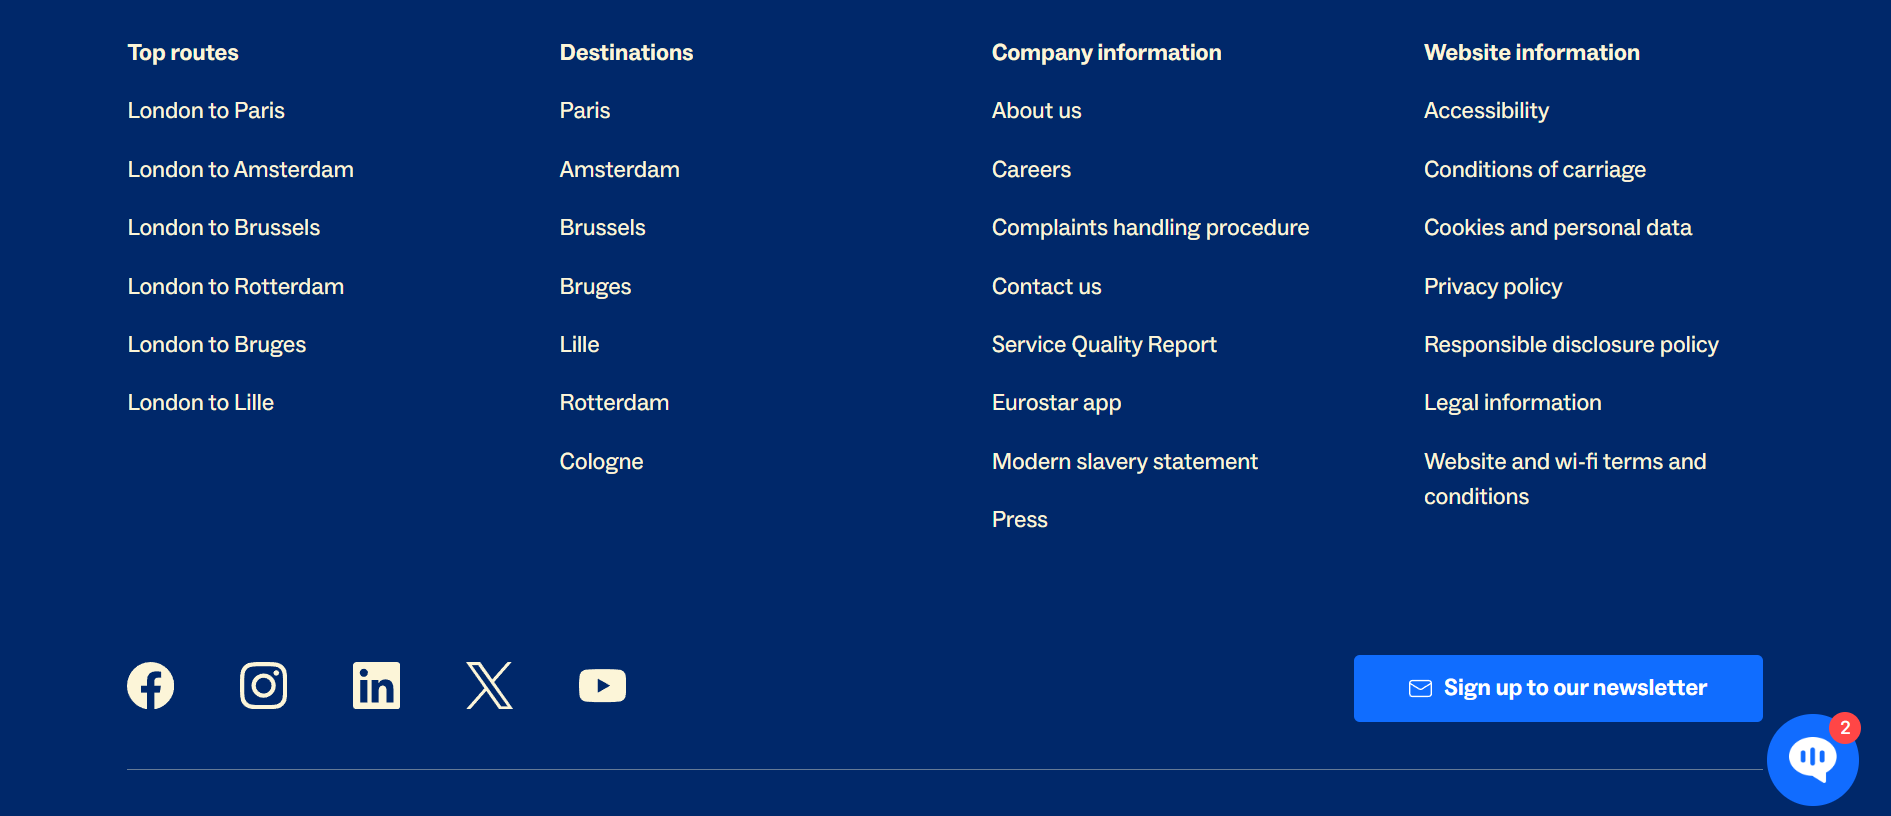 Top routes
London to Paris
London to Amsterdam
London to Brussels
London to Rotterdam
London to Bruges
London to Lille
Destinations
Paris
Amsterdam
Brussels
Bruges
Lille
Rotterdam
Cologne
Company information
About us
Careers
Complaints handling procedure
Contact us
Service Quality Report
Eurostar app
Modern slavery statement
Press
Website information
Accessibility
Conditions of carriage
Cookies and personal data
Privacy policy
Responsible disclosure policy
Legal information
Website and wi-fi terms and
conditions
Sign up to our newsletter
2